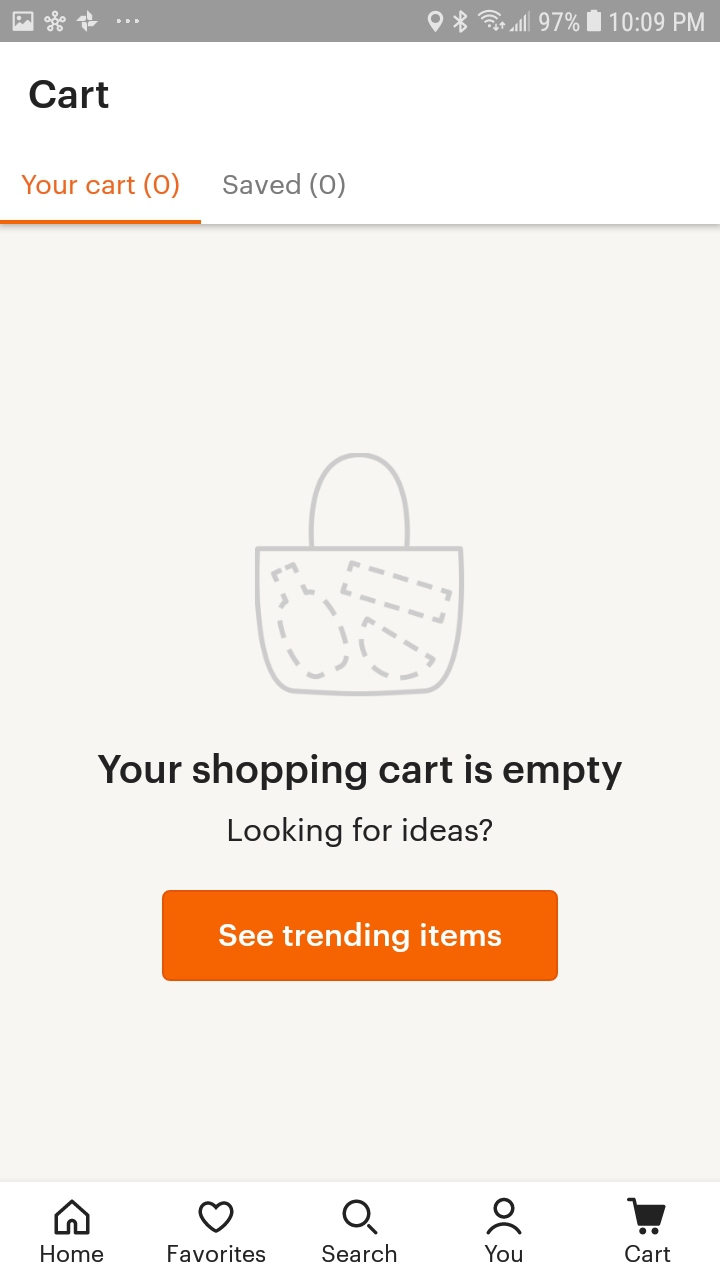 97% 10:09 PM
Cart
Your cart (0) Saved (0)
Your shopping cart is empty
Looking for ideas?
See trending items
Home Favorites Search You Cart